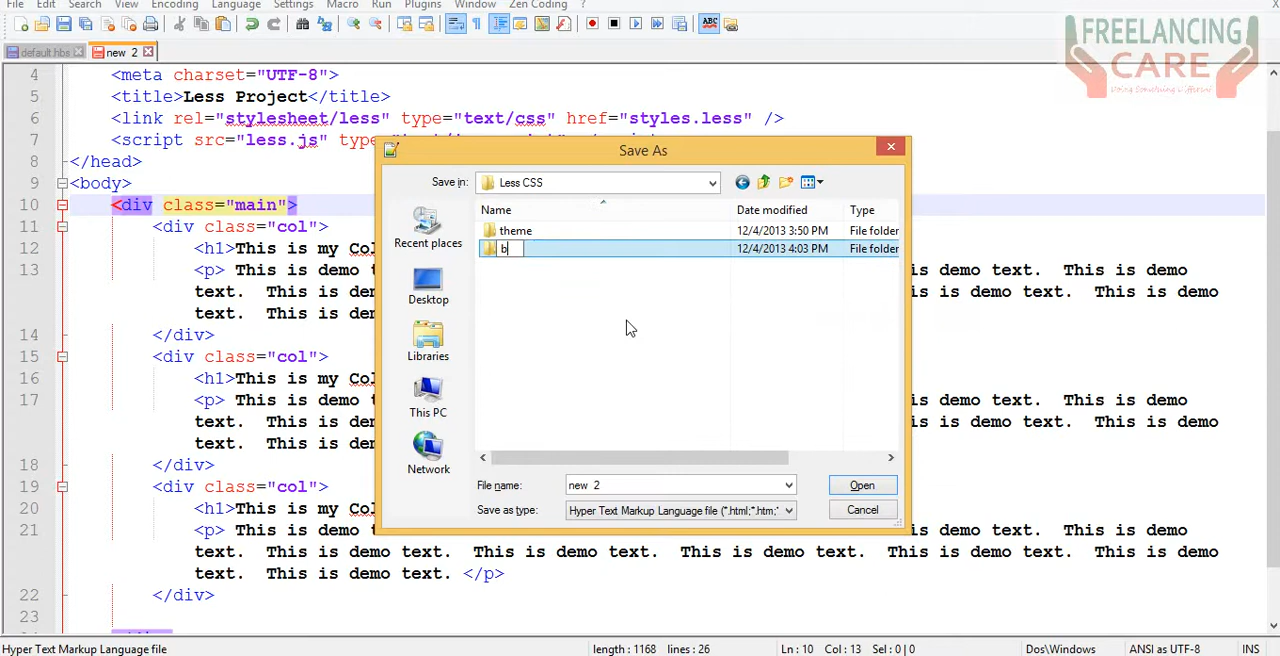 File Edit Search View Encoding Language Settings Macro Run Plugins Window Zen Coding ? X
ABC
FREELANCING
CARE
Doing Something Different
default.hbs new 2
4 <meta charset="UTF-8">
5 <title>Less Project</title>
6 <link rel="stylesheet/less" type="text/css" href="styles.less" />
7 <script src="less.js" type=
8 </head>
9 <body>
10 <div class="main">
11 <div class="col">
12 <h1>This is my Col
13 <p> This is demo t is demo text. This is demo
text. This is dem is demo text. This is demo
text. This is dem
14 </div>
15 <div class="col">
16 <h1>This is my Col
17 <p> This is demo t is demo text. This is demo
text. This is dem is demo text. This is demo
text. This is dem
18 </div>
19 <div class="col">
20 <h1>This is my Col
21 <p> This is demo t is demo text. This is demo
text. This is demo text. This is demo text. This is demo text. This is demo text. This is demo
text. This is demo text. </p>
22 </div>
23
Save As
Save in: Less CSS
Name Date modified Type
theme 12/4/2013 3:50 PM File folder
b 12/4/2013 4:03 PM File folder
Recent places
Desktop
Libraries
This PC
Network
File name: new 2 Open
Save as type: Hyper Text Markup Language file (*.html;*.htm;* Cancel
Hyper Text Markup Language file length : 1168 lines : 26 Ln : 10 Col : 13 Sel : 0 | 0 Dos\Windows ANSI as UTF-8 INS